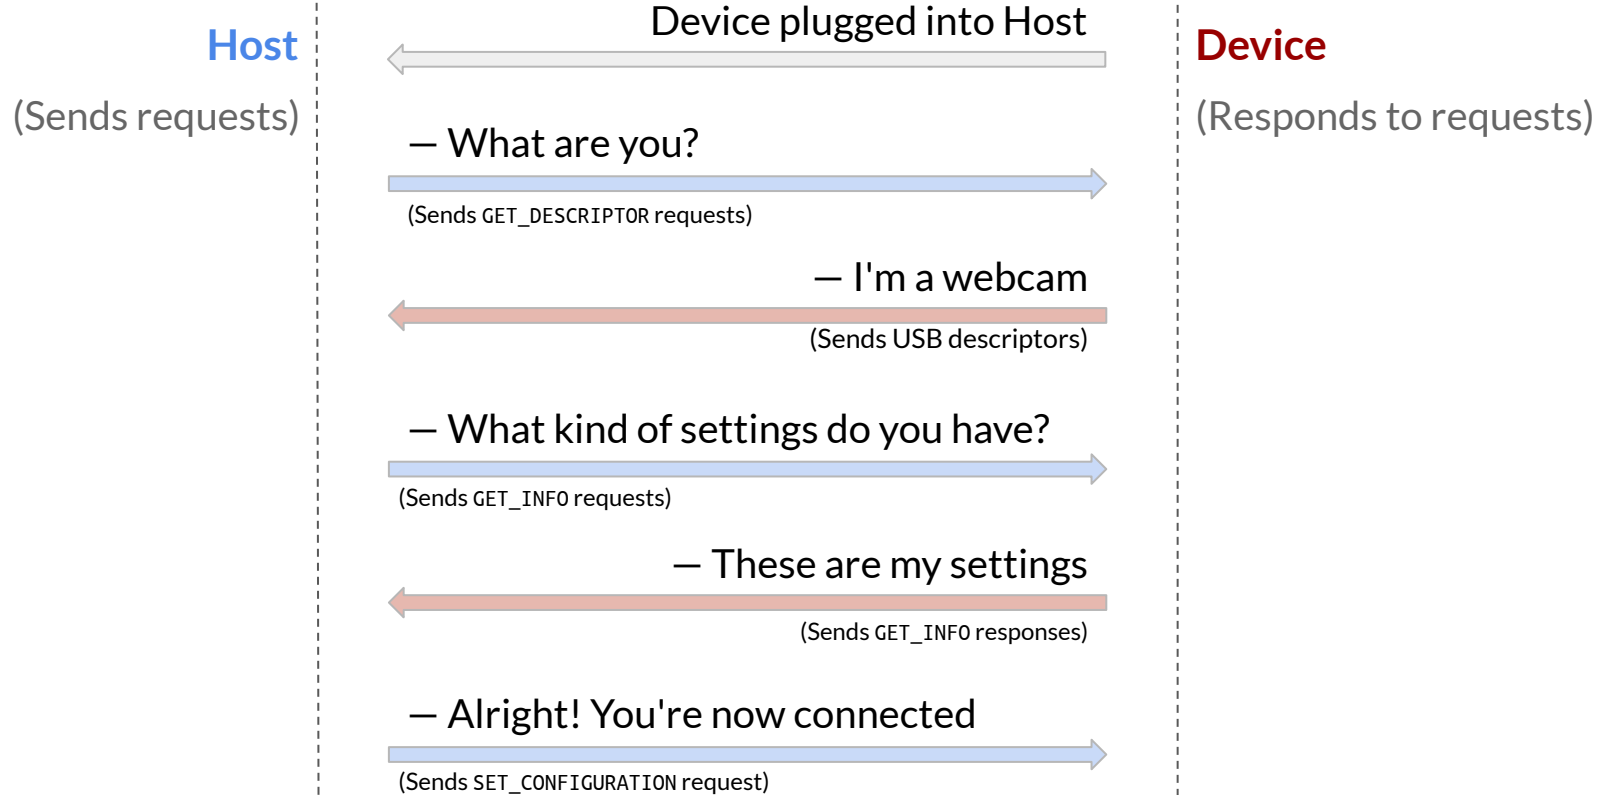 Host
(Sends requests)
Device plugged into Host
Device
(Responds to requests)
— What are you?
(Sends GET_DESCRIPTOR requests)
— I'm a webcam
(Sends USB descriptors)
— What kind of settings do you have?
(Sends GET_INFO requests)
— These are my settings
(Sends GET_INFO responses)
— Alright! You're now connected
(Sends SET_CONFIGURATION request)